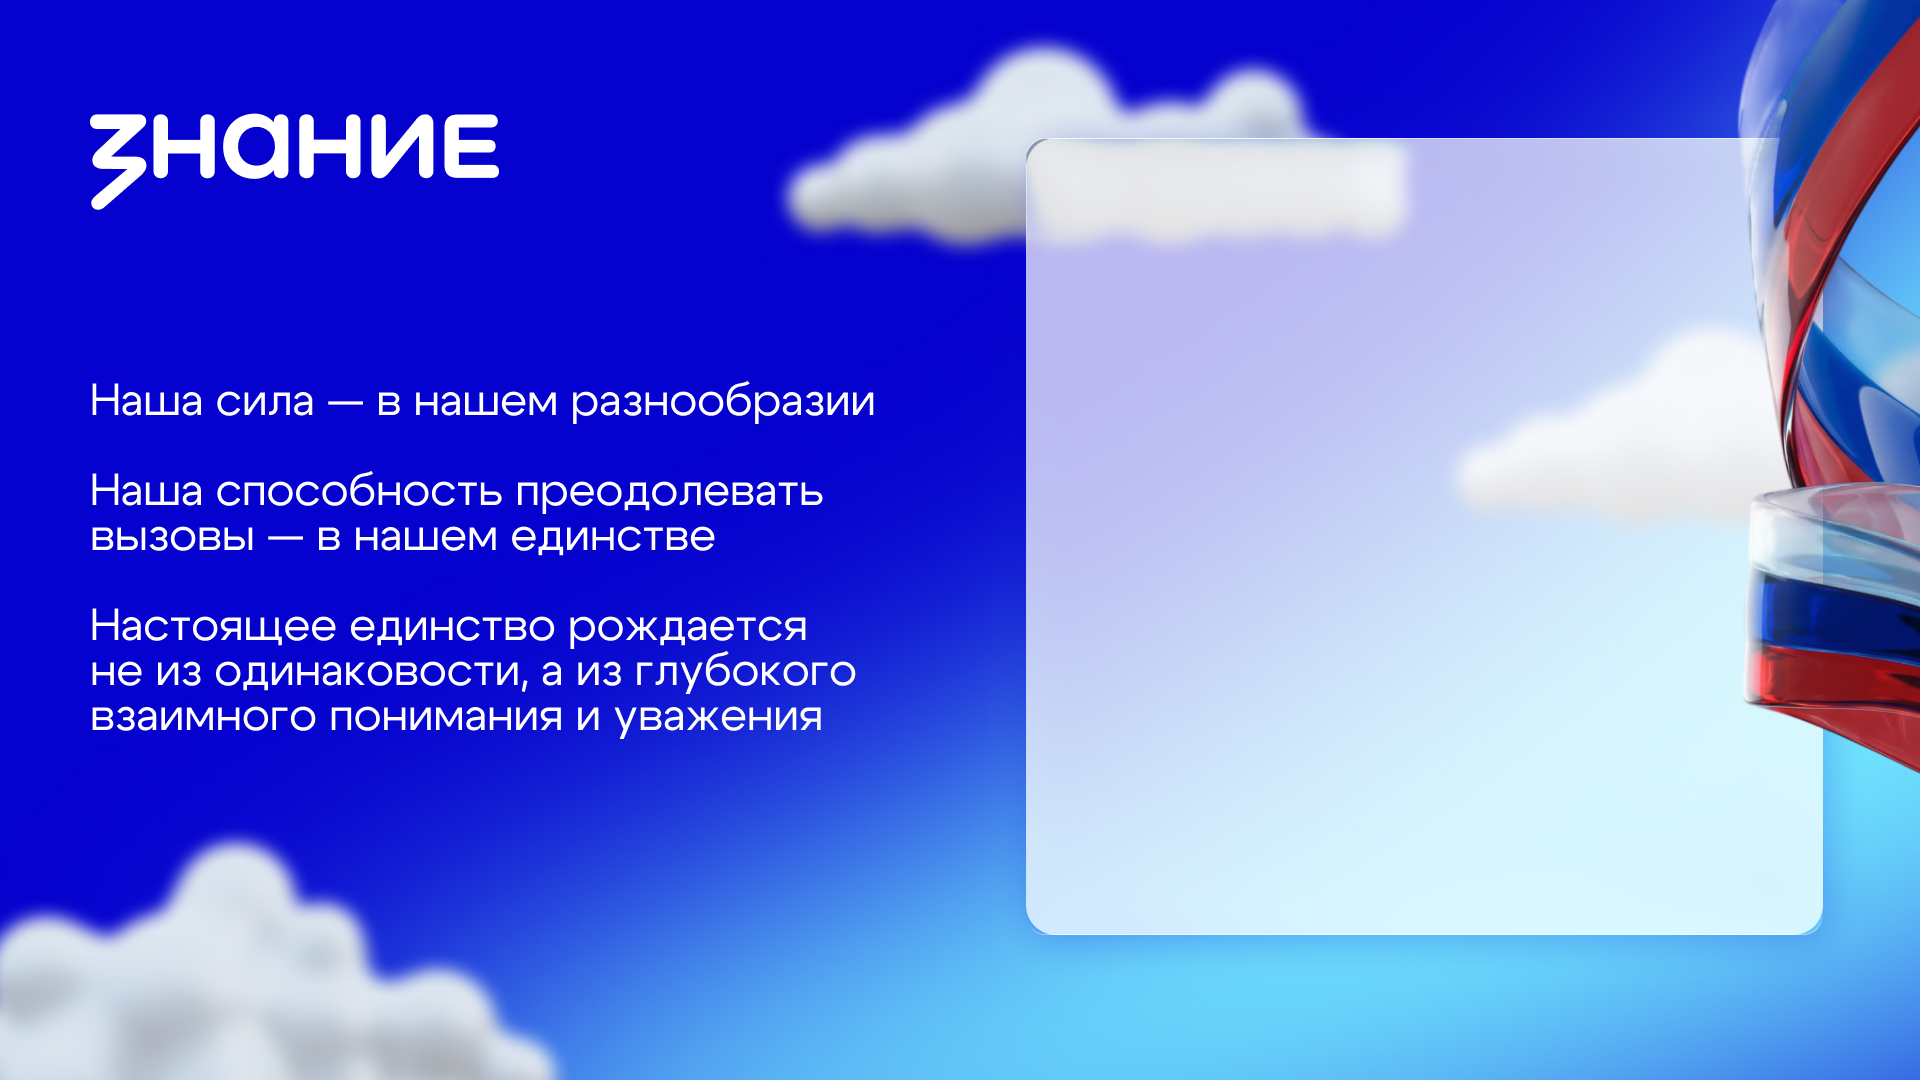 знание
Наша сила — в нашем разнообразии
Наша способность преодолевать
вызовы — в нашем единстве
Настоящее единство рождается
не из одинаковости, а из глубокого
взаимного понимания и уважения